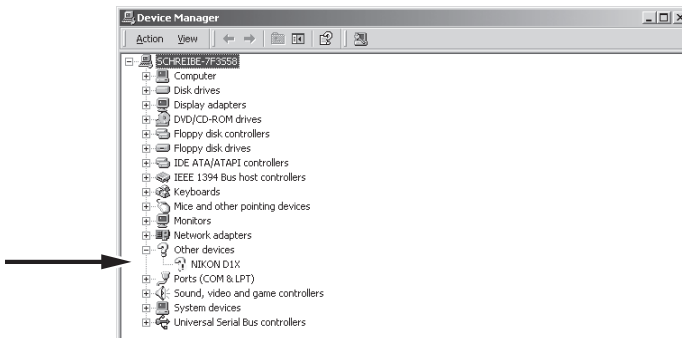 Device Manager
Action View
SCHREIBE-7F3S58
Computer
Disk drives
Display adapters
DVD/CD-ROM drives
Floppy disk controllers
Floppy disk drives
IDE ATA/ATAPI controllers
IEEE 1394 Bus host controllers
Keyboards
Mice and other pointing devices
Monitors
Network adapters
Other devices
NIKON D1X
Ports (COM & LPT)
Sound, video and game controllers
System devices
Universal Serial Bus controllers